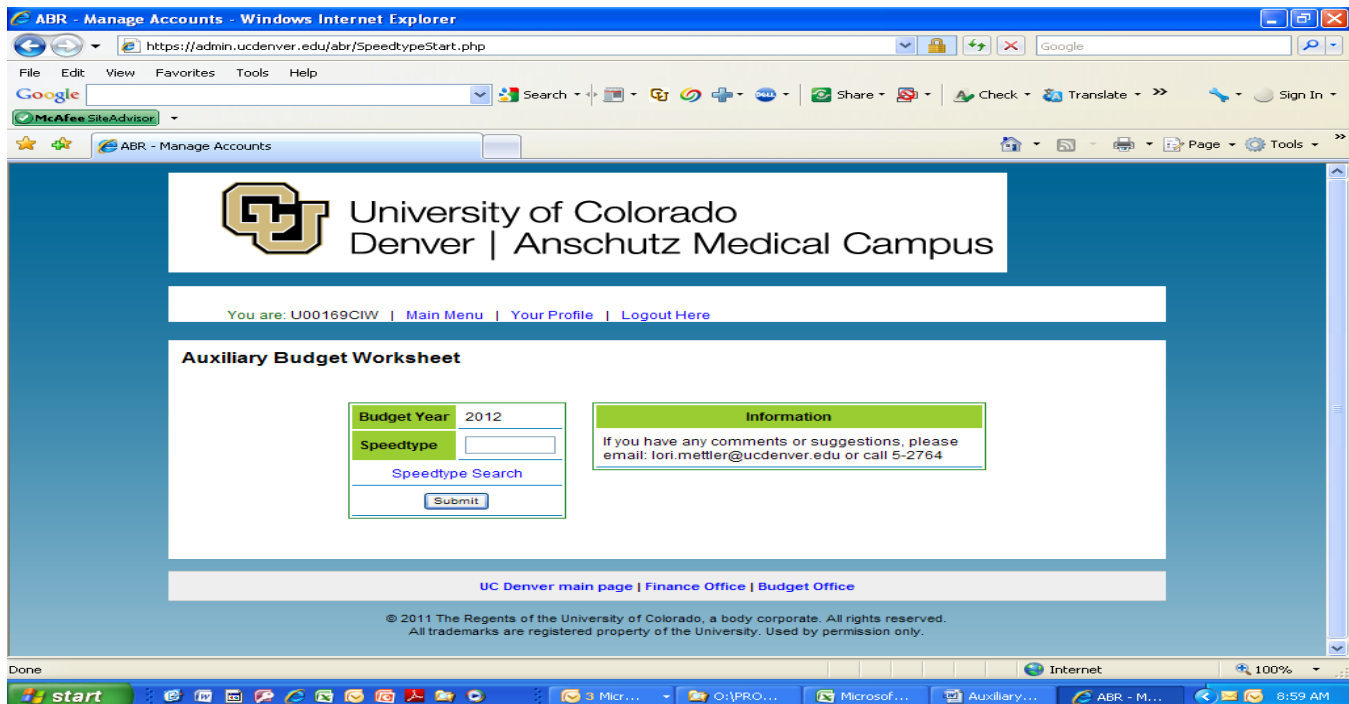 ABR - Manage Accounts - Windows Internet Explorer
https://admin.ucdenver.edu/abr/SpeedtypeStart.php
Google
File Edit View Favorites Tools Help
Google Search Share Check Translate Sign In
McAfee SiteAdvisor
ABR - Manage Accounts Page Tools
CU
University of Colorado
Denver | Anschutz Medical Campus
You are: U00169CIW | Main Menu | Your Profile | Logout Here
Auxiliary Budget Worksheet
Budget Year 2012
Speedtype
Speedtype Search
Submit
Information
If you have any comments or suggestions, please
email: lori.mettler@ucdenver.edu or call 5-2764
UC Denver main page | Finance Office | Budget Office
© 2011 The Regents of the University of Colorado, a body corporate. All rights reserved.
All trademarks are registered property of the University. Used by permission only.
Done Internet 100%
start 3 Micr... O:\PRO... Microsof... Auxiliary... ABR - M... 8:59 AM